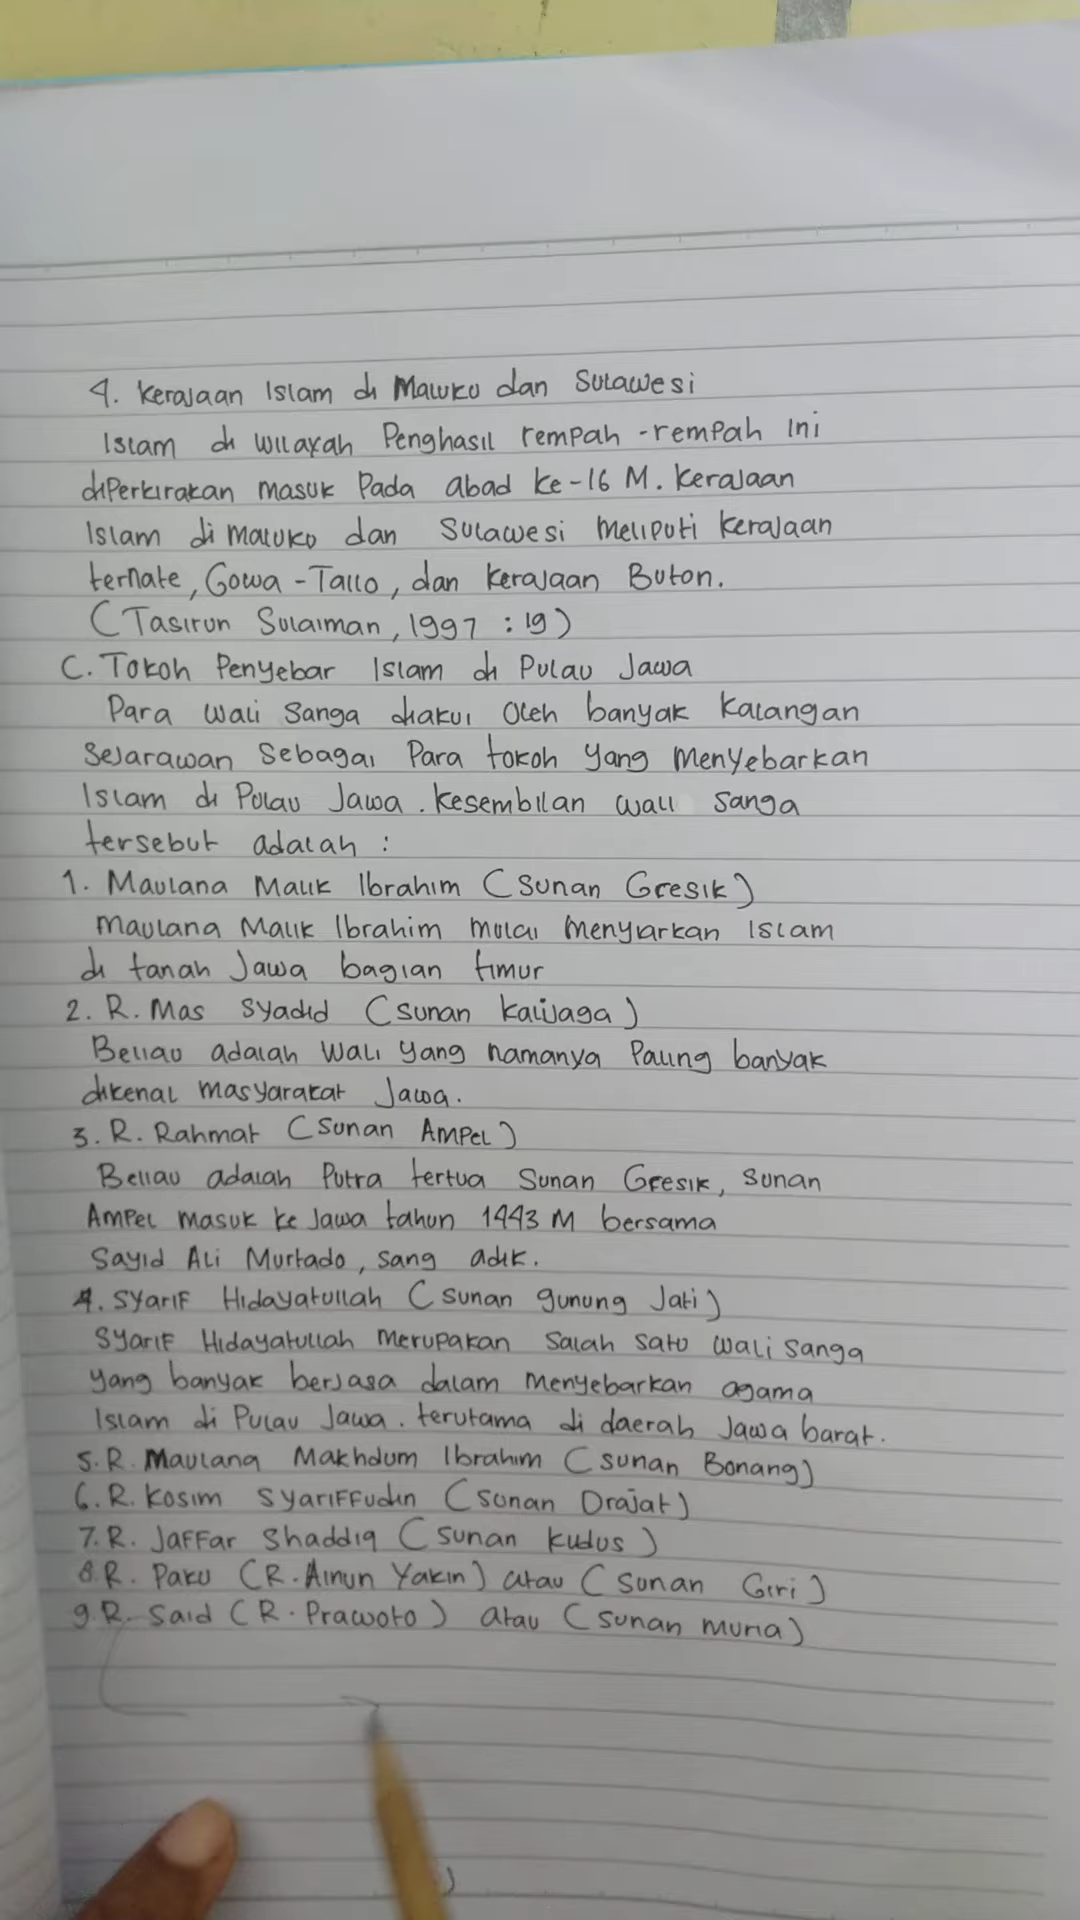 4. Kerajaan Islam di Maluku dan Sulawesi
Islam di wilayah Penghasil rempah-rempah ini
diperkirakan masuk Pada abad ke-16 M. Kerajaan
Islam di maluku dan Sulawesi meliputi kerajaan
ternate, Gowa-Tallo, dan kerajaan Buton.
(Tasirun Sulaiman, 1997 : 19)
C. Tokoh Penyebar Islam di Pulau Jawa
Para wali sanga diakui Oleh banyak kalangan
Sejarawan Sebagai Para tokoh yang menyebarkan
Islam di Pulau Jawa. kesembilan wali sanga
tersebut adalah :
1. Maulana Malik Ibrahim (Sunan Gresik)
Maulana Malik Ibrahim mulai menyiarkan Islam
di tanah Jawa bagian timur
2. R. Mas Syadid (Sunan kalijaga)
Beliau adalah Wali yang namanya Paling banyak
dikenal masyarakat Jawa.
3. R. Rahmat (Sunan Ampel)
Beliau adalah Putra tertua Sunan Gresik, Sunan
Ampel masuk ke Jawa tahun 1443 M bersama
Sayid Ali Murtado, sang adik.
4. Syarif Hidayatullah (Sunan gunung Jati)
Syarif Hidayatullah Merupakan Salah satu wali sanga
yang banyak berjasa dalam menyebarkan agama
Islam di Pulau Jawa. terutama di daerah Jawa barat.
5. R. Maulana Makhdum Ibrahim (Sunan Bonang)
6. R. Kosim Syariffudin (Sunan Drajat)
7. R. Jaffar Shaddiq (Sunan Kudus)
8. R. Paku (R. Ainun Yakin) atau (Sunan Giri)
9. R. Said (R. Prawoto) atau (Sunan muria)